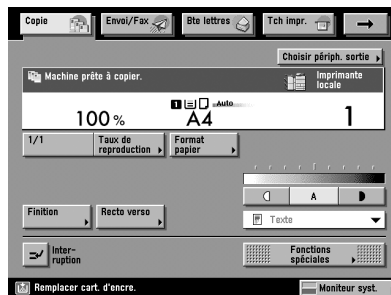 Copie
Envoi/Fax
Bte lettres
Tch impr.
Choisir périph. sortie
Machine prête à copier.
Imprimante
locale
1 Auto
100 % A4 1
1/1
Taux de
reproduction
Format
papier
A
Finition
Recto verso
Texte
Inter-
ruption
Fonctions
spéciales
Remplacer cart. d'encre.
Moniteur syst.